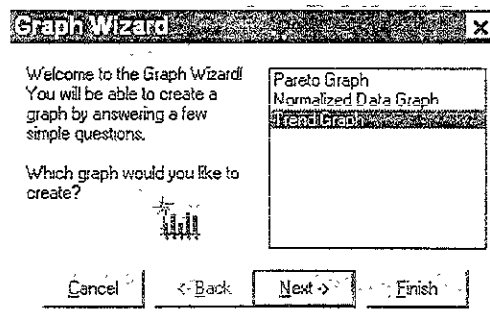 Graph Wizard
Welcome to the Graph Wizard!
You will be able to create a
graph by answering a few
simple questions.
Which graph would you like to
create?
Pareto Graph
Normalized Data Graph
Trend Graph
Cancel
<-Back
Next->
Finish